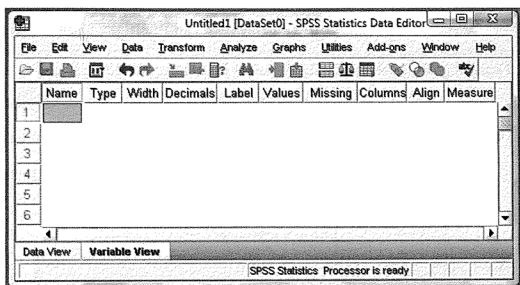 Untitled1 [DataSet0] - SPSS Statistics Data Editor
File Edit View Data Transform Analyze Graphs Utilities Add-ons Window Help
Name Type Width Decimals Label Values Missing Columns Align Measure
1
2
3
4
5
6
Data View Variable View
SPSS Statistics Processor is ready